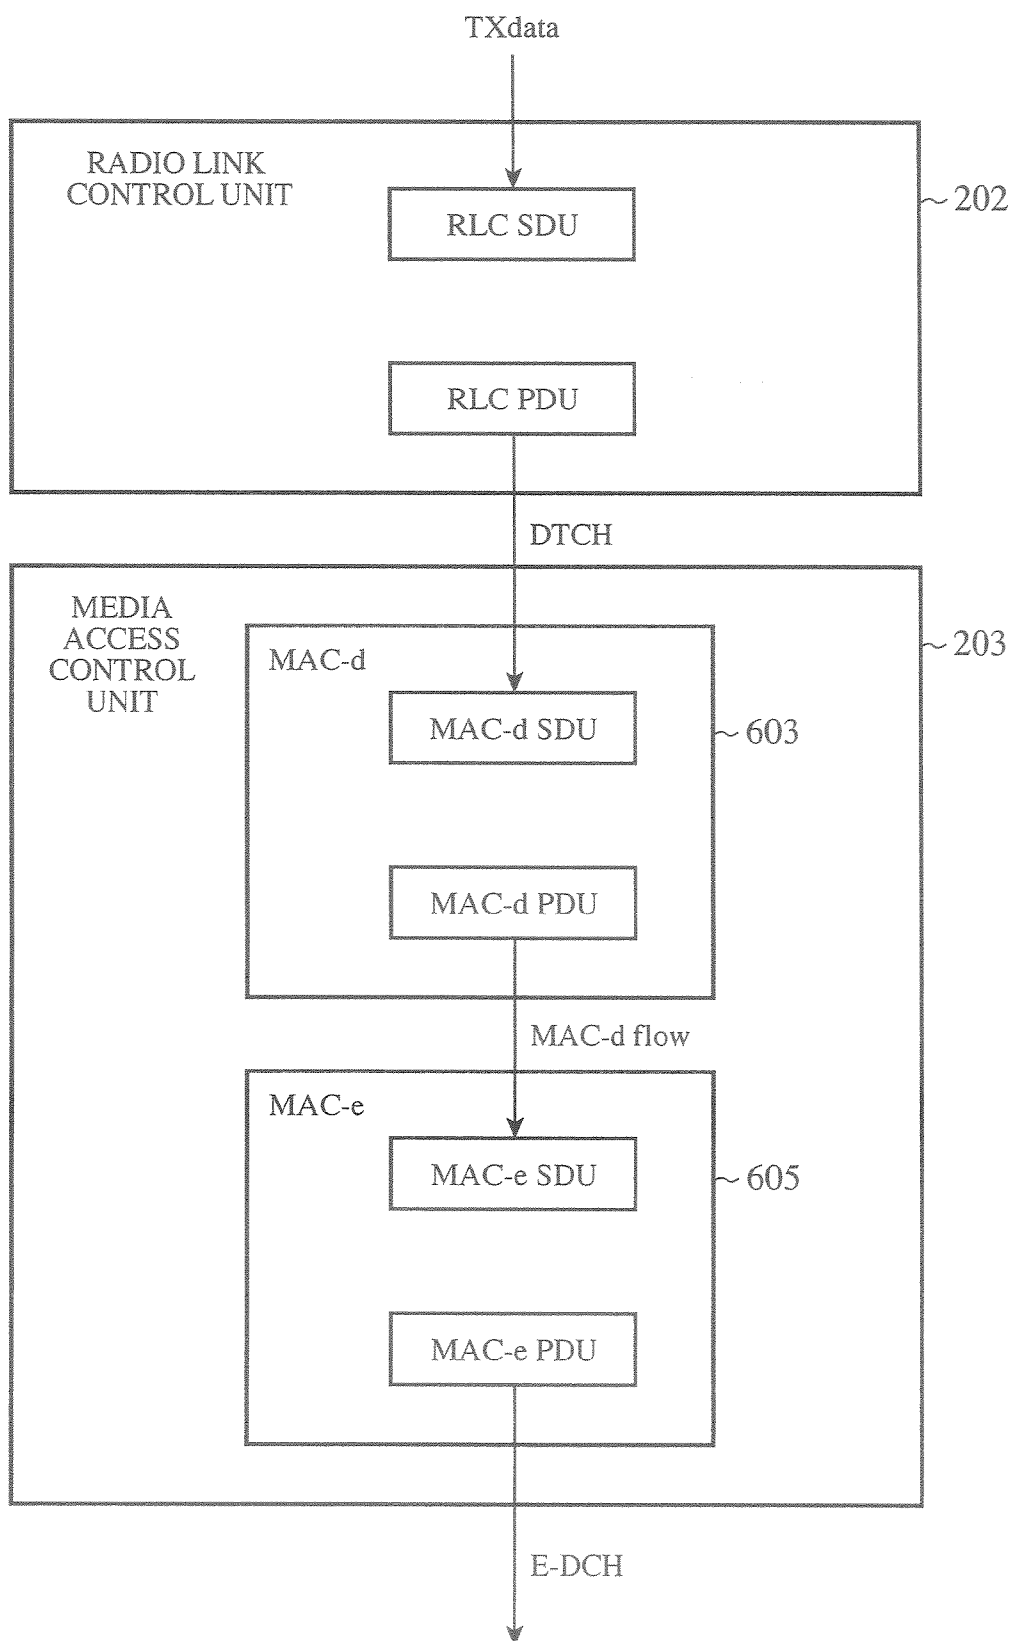 TXdata
RADIO LINK
CONTROL UNIT
RLC SDU
202
RLC PDU
DTCH
MEDIA
ACCESS
CONTROL
UNIT
203
MAC-d
MAC-d SDU
603
MAC-d PDU
MAC-d flow
MAC-e
MAC-e SDU
605
MAC-e PDU
E-DCH